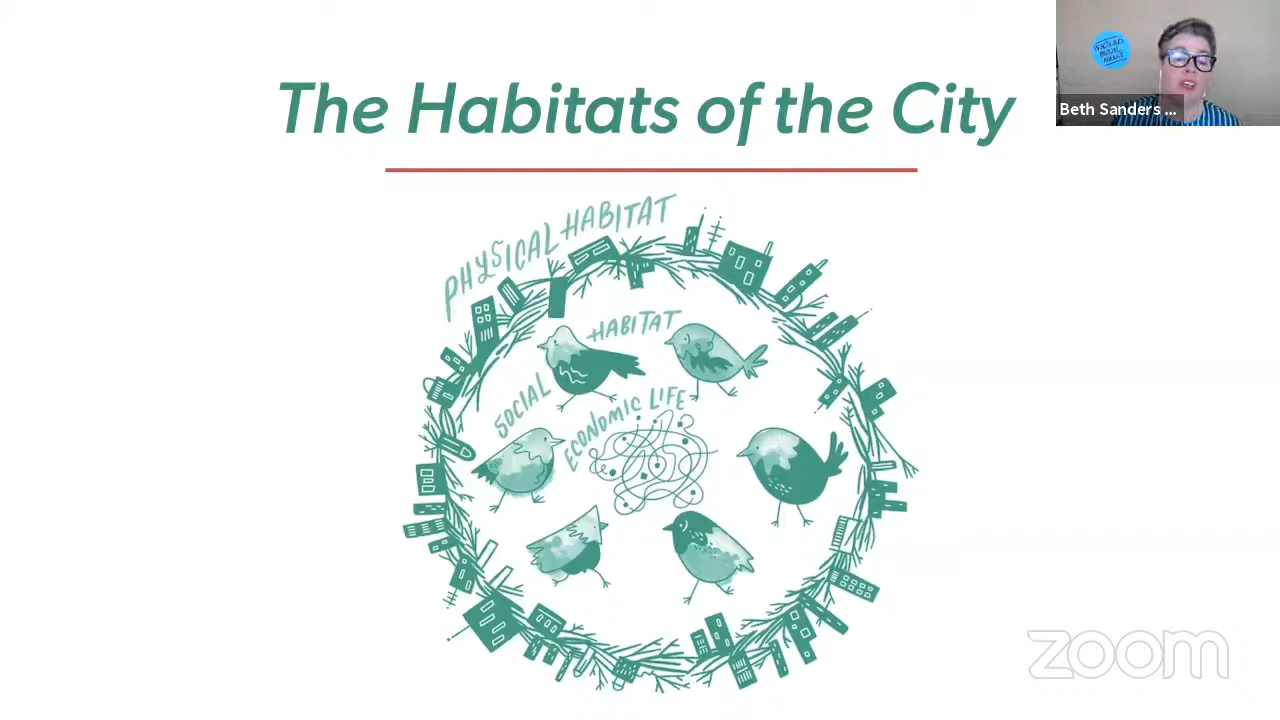 The Habitats of the City
Beth Sanders ...
PHYSICAL HABITAT
SOCIAL HABITAT
ECONOMIC LIFE
zoom